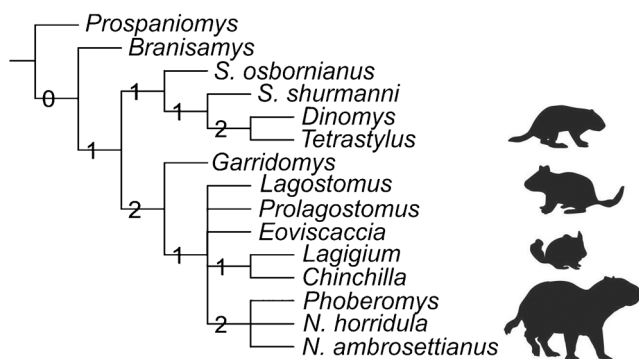 Prospaniomys
0
Branisamys
1
S. osbornianus
1
S. shurmanni
1
Dinomys
2
Tetrastylus
Garridomys
2
Lagostomus
Prolagostomus
Eoviscaccia
1
Lagigium
1
Chinchilla
Phoberomys
2
N. horridula
N. ambrosettianus